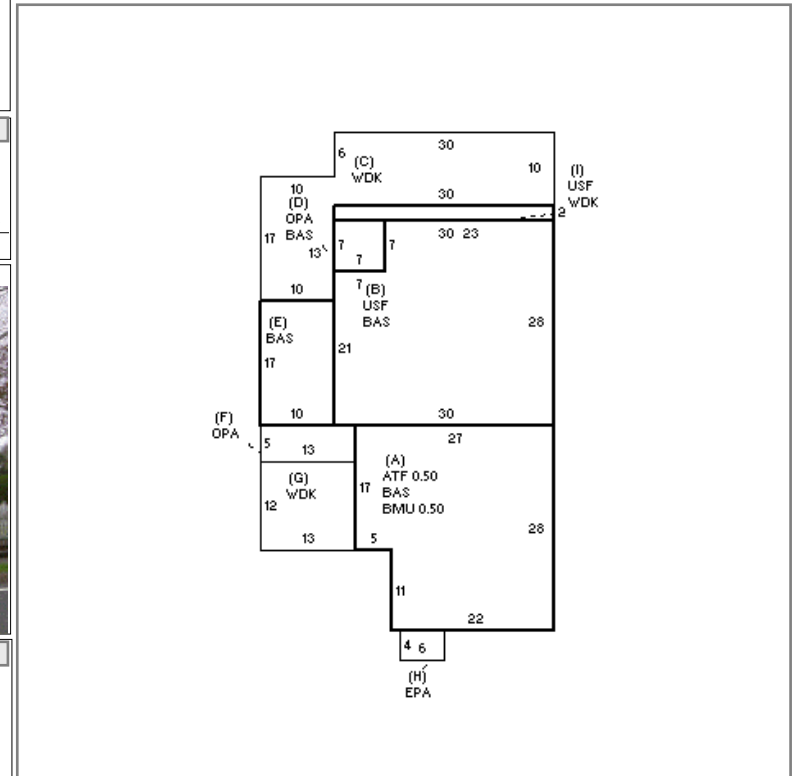 30
6
(C)
WDK
10
(I)
USF
WDK
10
(D)
OPA
BAS
17
30
2
13
7
7
7
30 23
10
7
(B)
USF
BAS
28
(E)
BAS
17
21
10
30
(F)
OPA
5
13
27
(A)
ATF 0.50
BAS
BMU 0.50
(G)
WDK
17
12
28
13
5
11
22
4 6
(H)
EPA